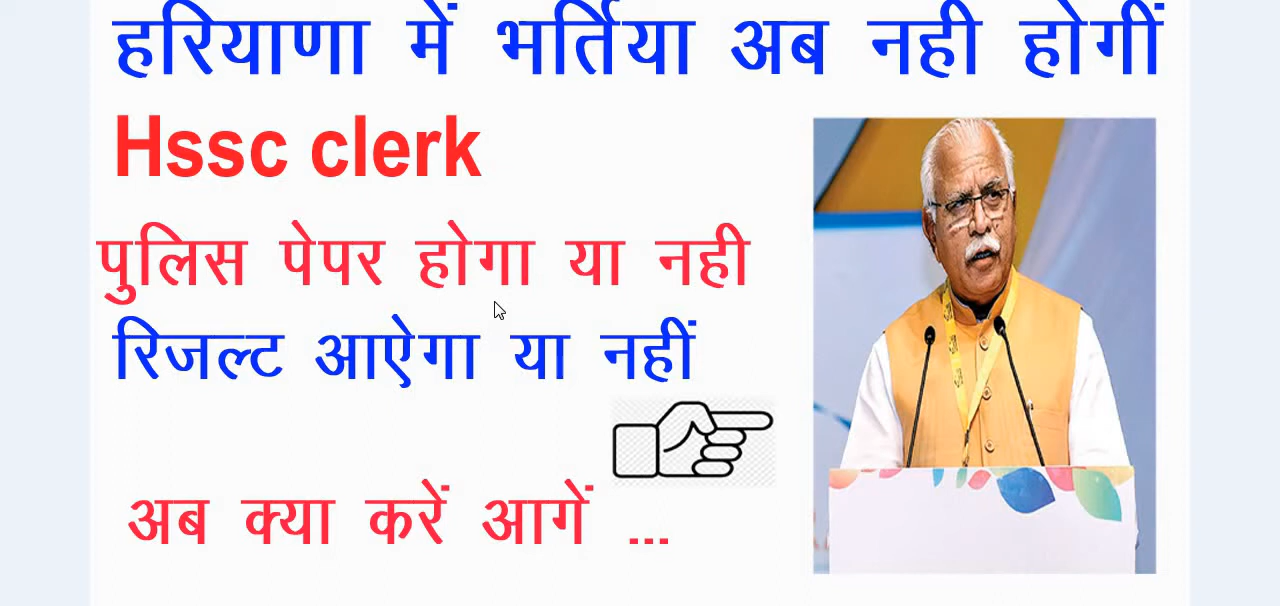 हरियाणा में भर्तिया अब नही होगीं
Hssc clerk
पुलिस पेपर होगा या नही
रिजल्ट आऐगा या नहीं
अब क्या करें आगें ...